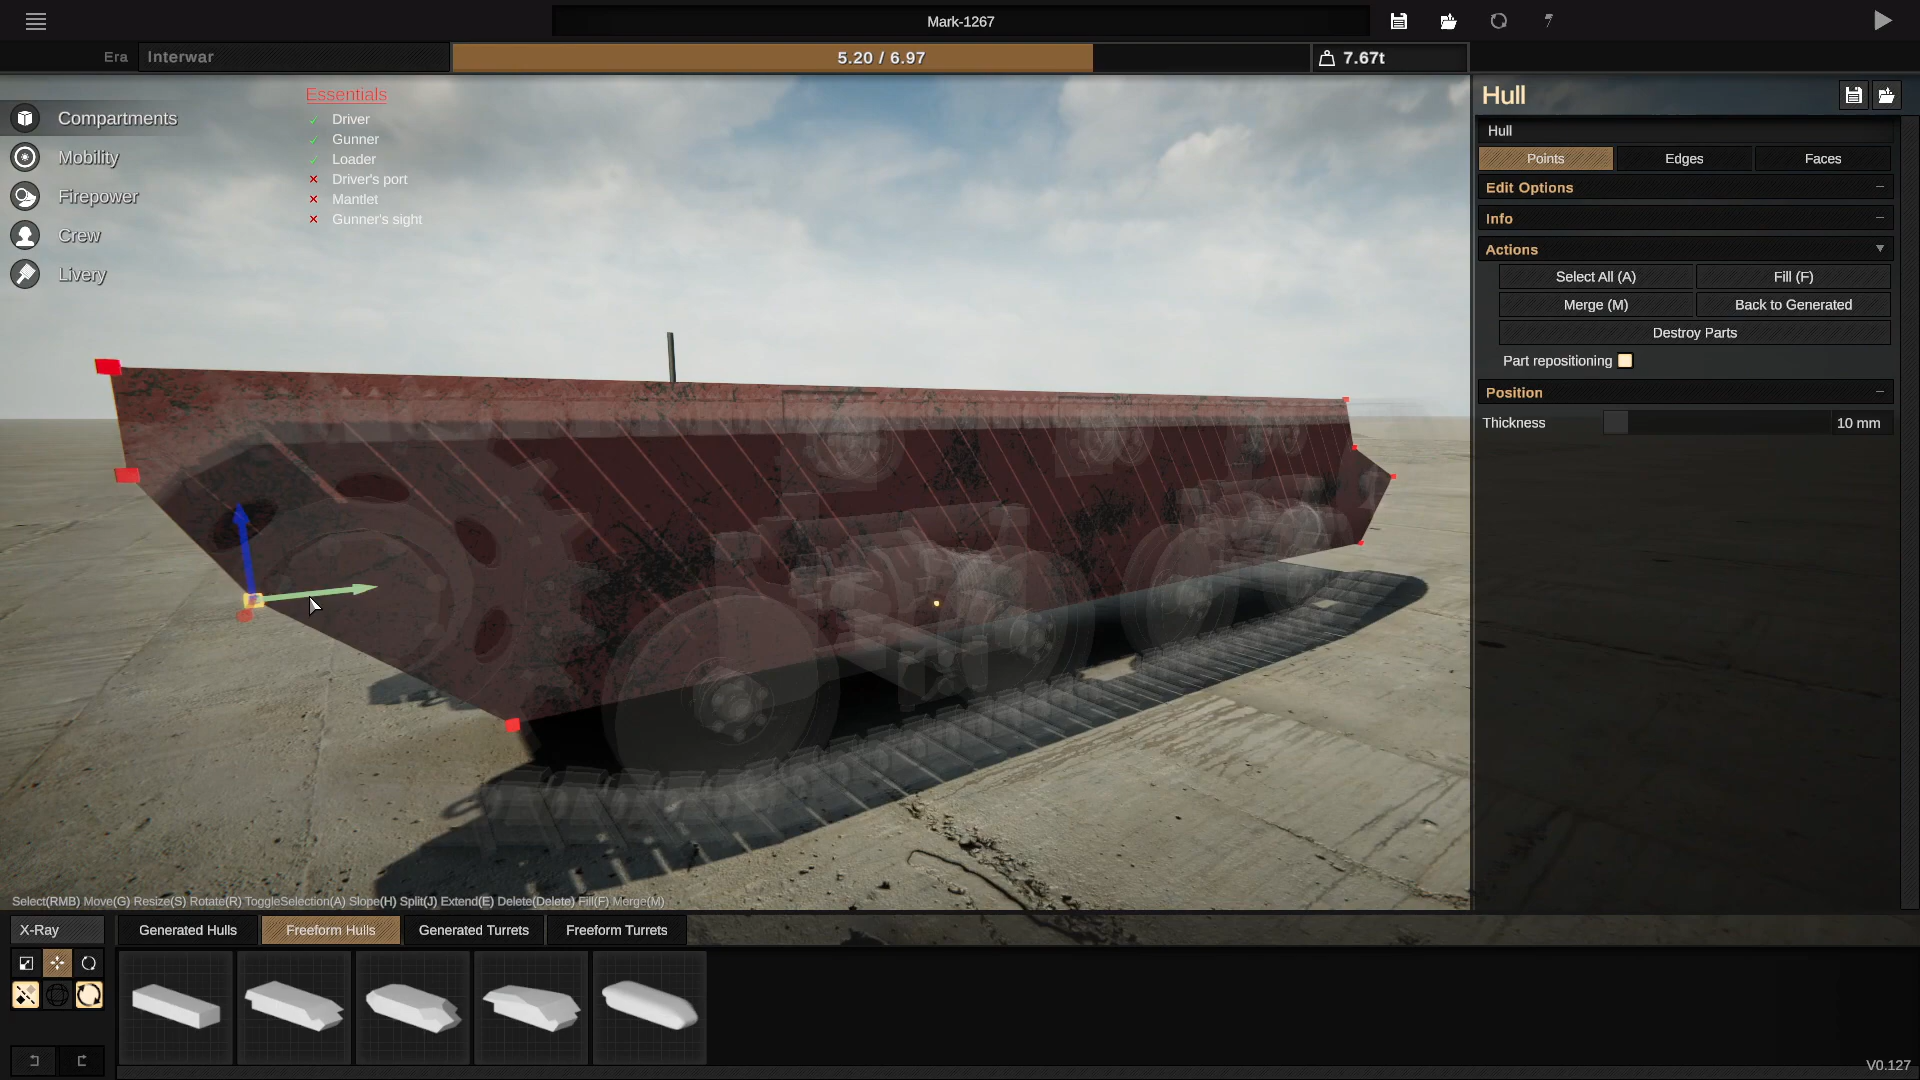 Mark-1267
Era
Interwar
5.20 / 6.97
7.67t
Compartments
Mobility
Firepower
Crew
Livery
Essentials
Driver
Gunner
Loader
Driver's port
Mantlet
Gunner's sight
Hull
Hull
Points Edges Faces
Edit Options
Info
Actions
Select All (A) Fill (F)
Merge (M) Back to Generated
Destroy Parts
Part repositioning
Position
Thickness 10 mm
Select(RMB) Move(G) Resize(S) Rotate(R) ToggleSelection(A) Slope(H) Split(J) Extend(E) Delete(Delete) Fill(F) Merge(M)
X-Ray Generated Hulls Freeform Hulls Generated Turrets Freeform Turrets
V0.127